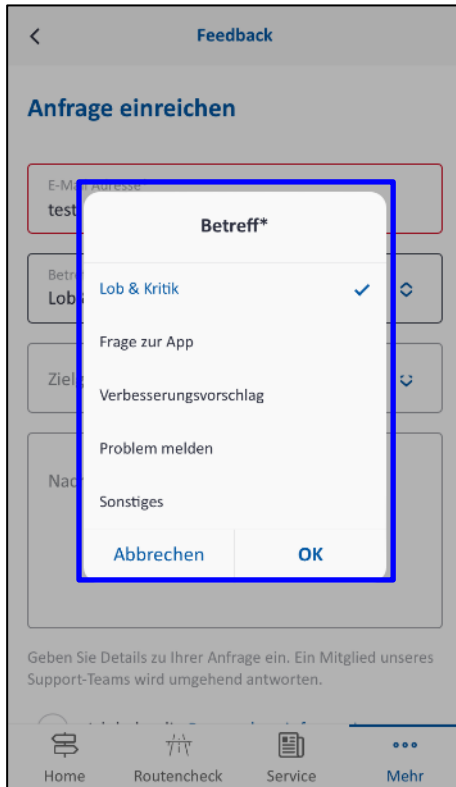 Feedback
Anfrage einreichen
E-Mail Adresse*
test
Betreff*
Lob & Kritik
Frage zur App
Verbesserungsvorschlag
Problem melden
Sonstiges
Abbrechen OK
Geben Sie Details zu Ihrer Anfrage ein. Ein Mitglied unseres
Support-Teams wird umgehend antworten.
Home Routencheck Service Mehr